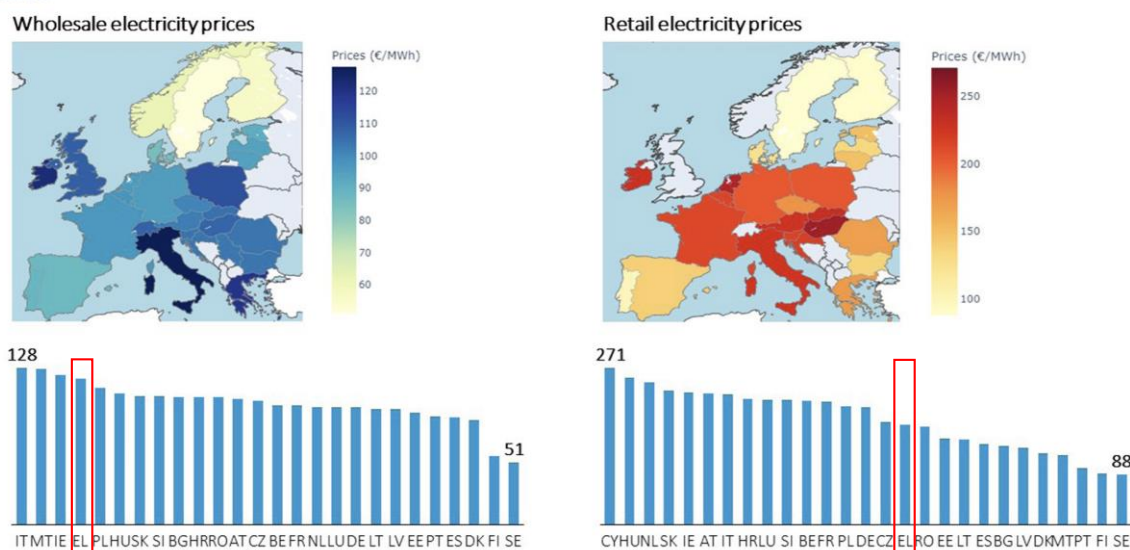 Wholesale electricity prices
Prices (€/MWh)
120
110
100
90
80
70
60
128
51
IT MT IE EL PL HU SK SI BG HR RO AT CZ BE FR NL LU DE LT LV EE PT ES DK FI SE
Retail electricity prices
Prices (€/MWh)
250
200
150
100
271
88
CY HU NL SK IE AT IT HR LU SI BE FR PL DE CZ EL RO EE LT ES BG LV DK MT PT FI SE